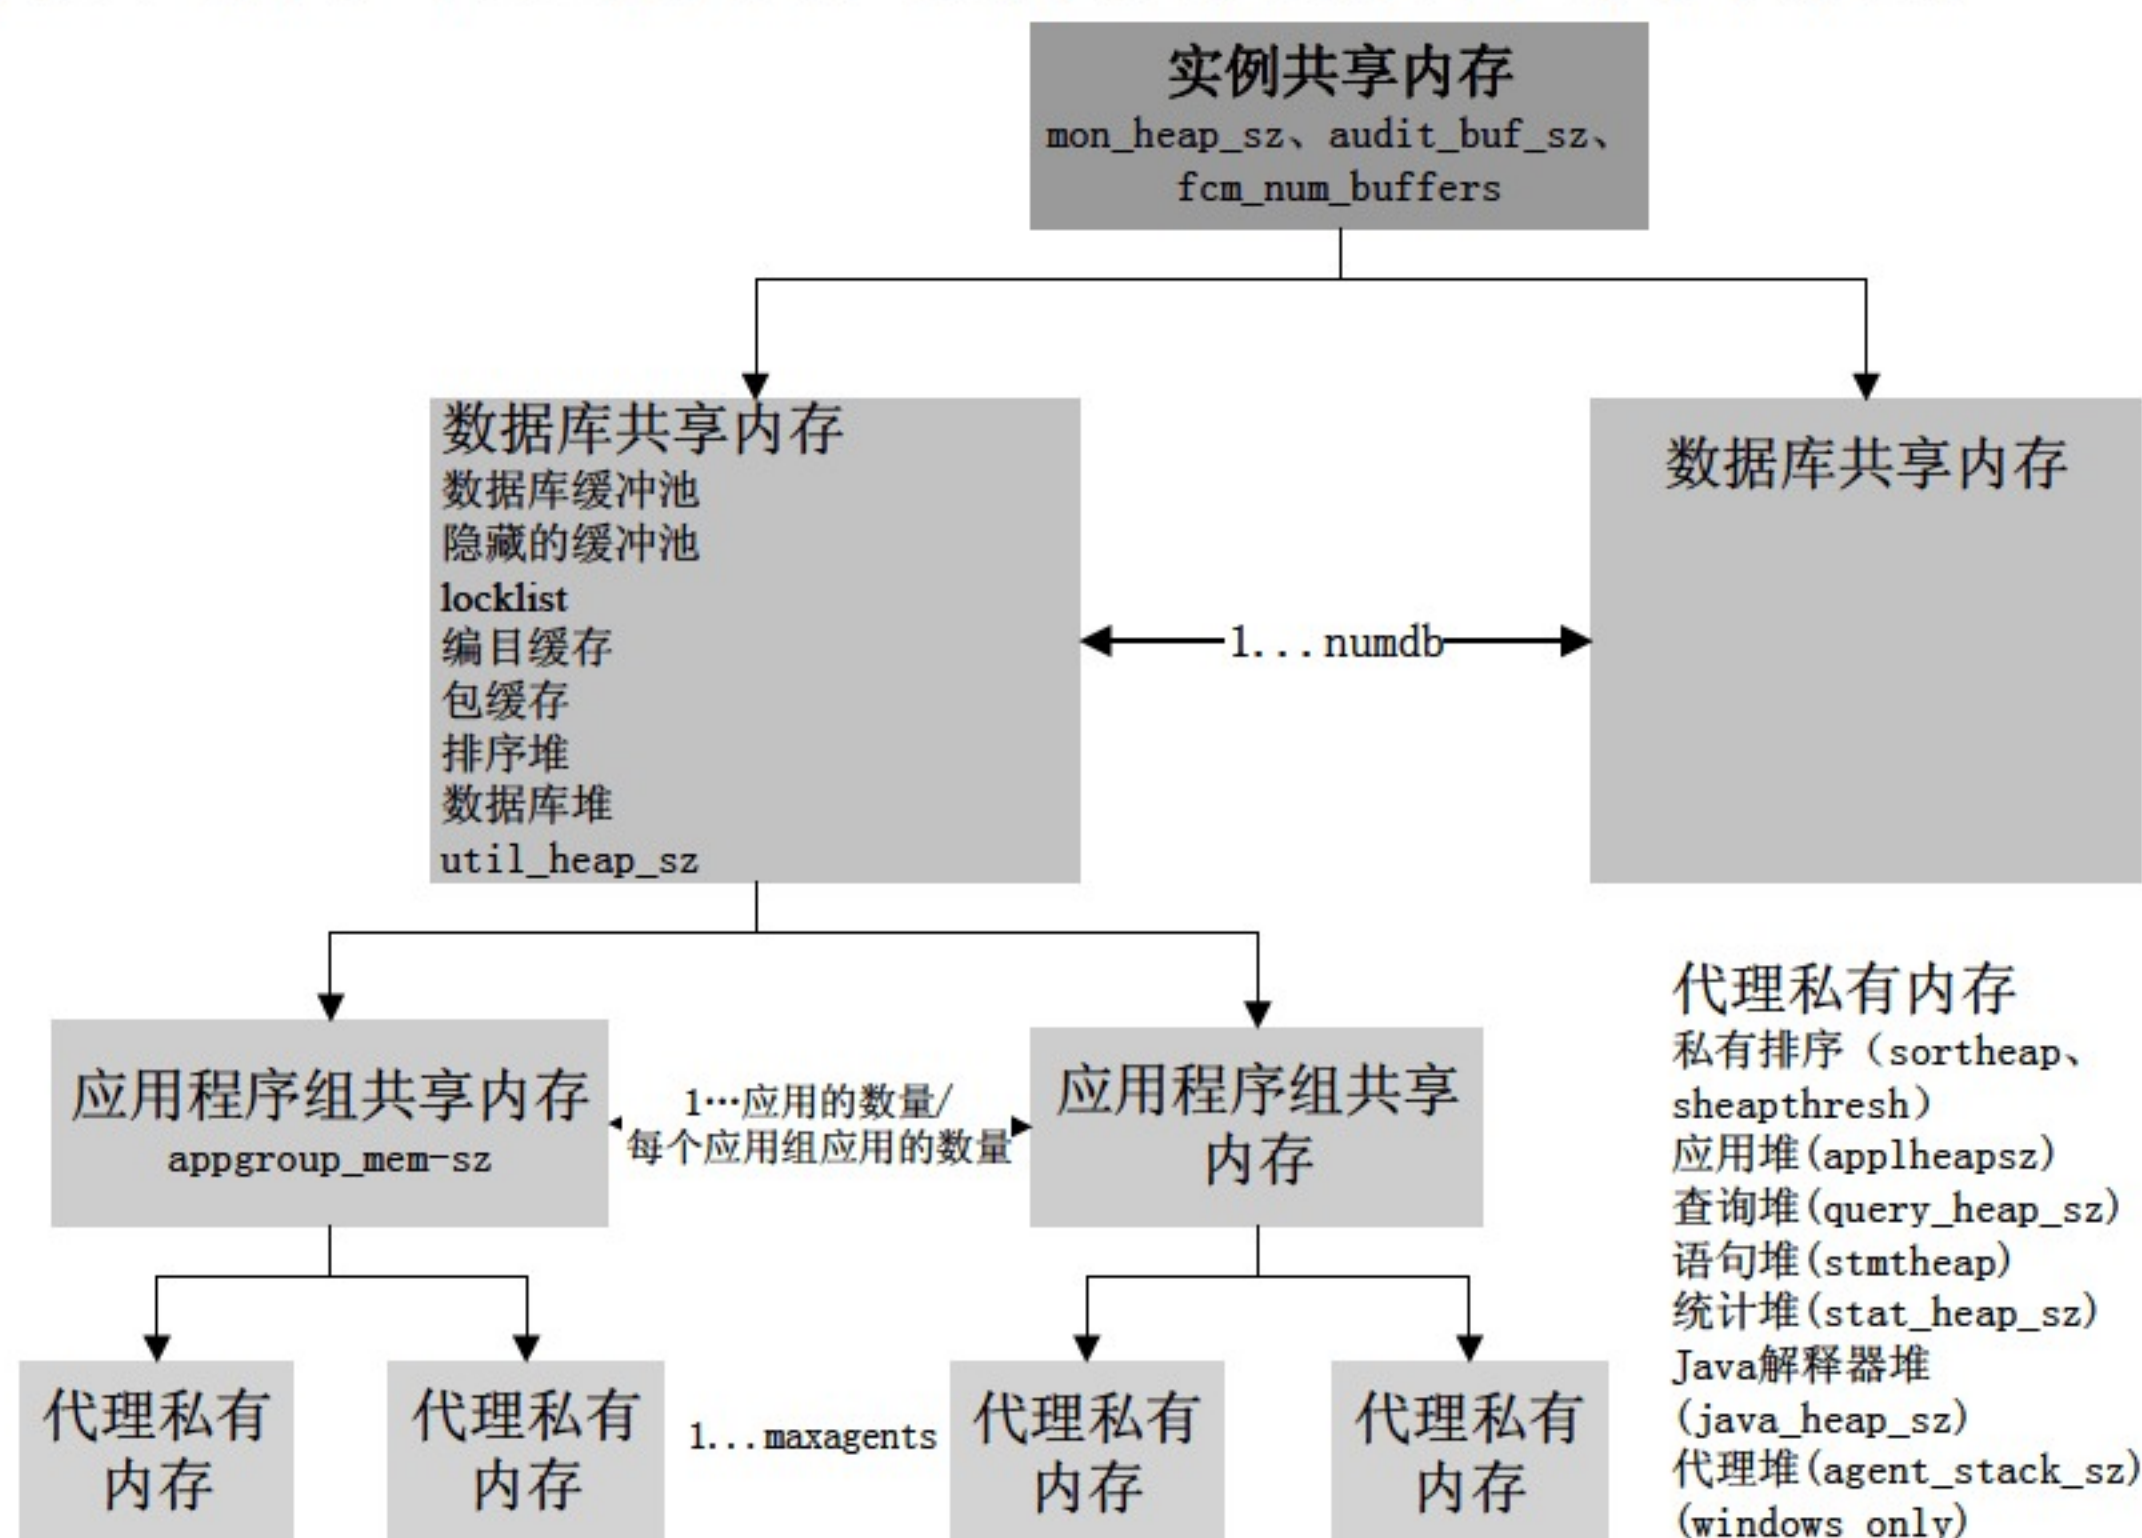 实例共享内存
mon_heap_sz、audit_buf_sz、
fcm_num_buffers
数据库共享内存
数据库缓冲池
隐藏的缓冲池
locklist
编目缓存
包缓存
排序堆
数据库堆
util_heap_sz
1...numdb
数据库共享内存
应用程序组共享内存
appgroup_mem-sz
1…应用的数量/
每个应用组应用的数量
应用程序组共享
内存
代理私有
内存
代理私有
内存
1...maxagents
代理私有
内存
代理私有
内存
代理私有内存
私有排序（sortheap、
sheapthresh）
应用堆(applheapsz)
查询堆(query_heap_sz)
语句堆(stmtheap)
统计堆(stat_heap_sz)
Java解释器堆
(java_heap_sz)
代理堆(agent_stack_sz)
(windows only)